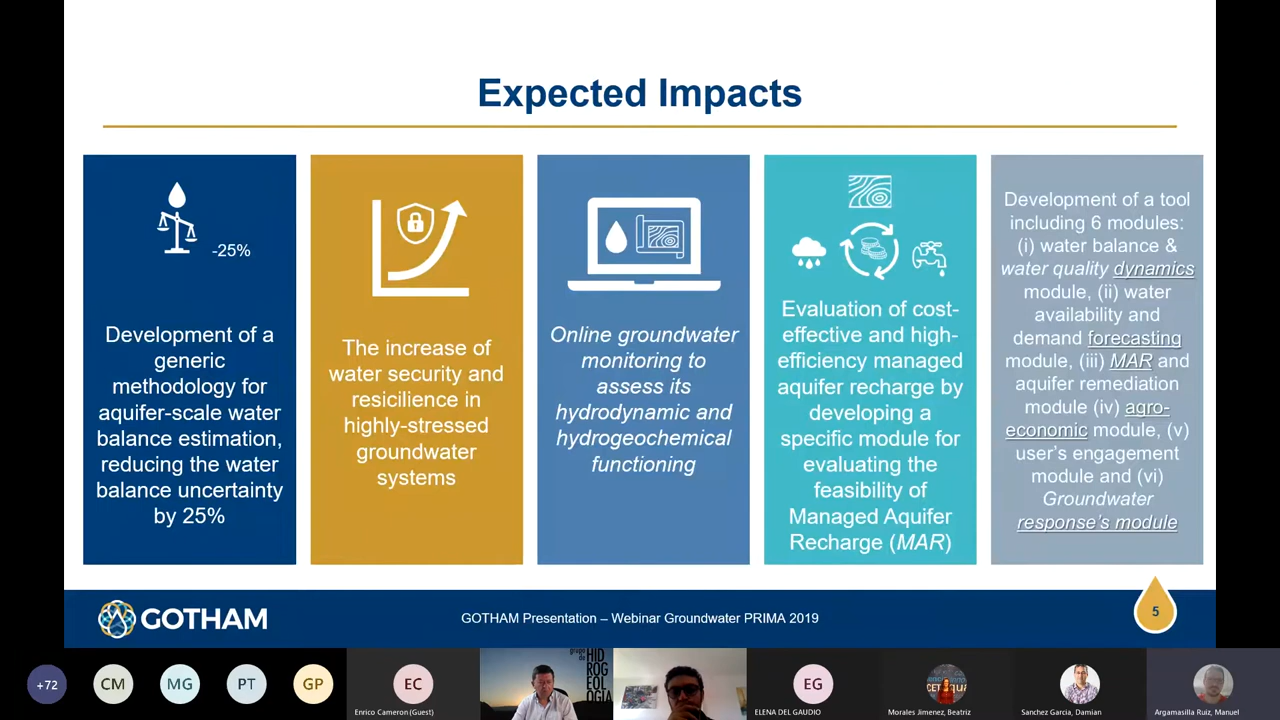 Expected Impacts
-25%
Development of a
generic
methodology for
aquifer-scale water
balance estimation,
reducing the water
balance uncertainty
by 25%
The increase of
water security and
resicilience in
highly-stressed
groundwater
systems
Online groundwater
monitoring to
assess its
hydrodynamic and
hydrogeochemical
functioning
Evaluation of cost-
effective and high-
efficiency managed
aquifer recharge by
developing a
specific module for
evaluating the
feasibility of
Managed Aquifer
Recharge (MAR)
Development of a tool
including 6 modules:
(i) water balance &
water quality dynamics
module, (ii) water
availability and
demand forecasting
module, (iii) MAR and
aquifer remediation
module (iv) agro-
economic module, (v)
user's engagement
module and (vi)
Groundwater
response's module
GOTHAM
GOTHAM Presentation – Webinar Groundwater PRIMA 2019
5
+72
CM
MG
PT
GP
EC
Enrico Cameron (Guest)
grupo
de
HID
ROG
EOL
OGÍA
EG
ELENA DEL GAUDIO
Morales Jimenez, Beatriz
Sanchez Garcia, Damian
Argamasilla Ruiz, Manuel